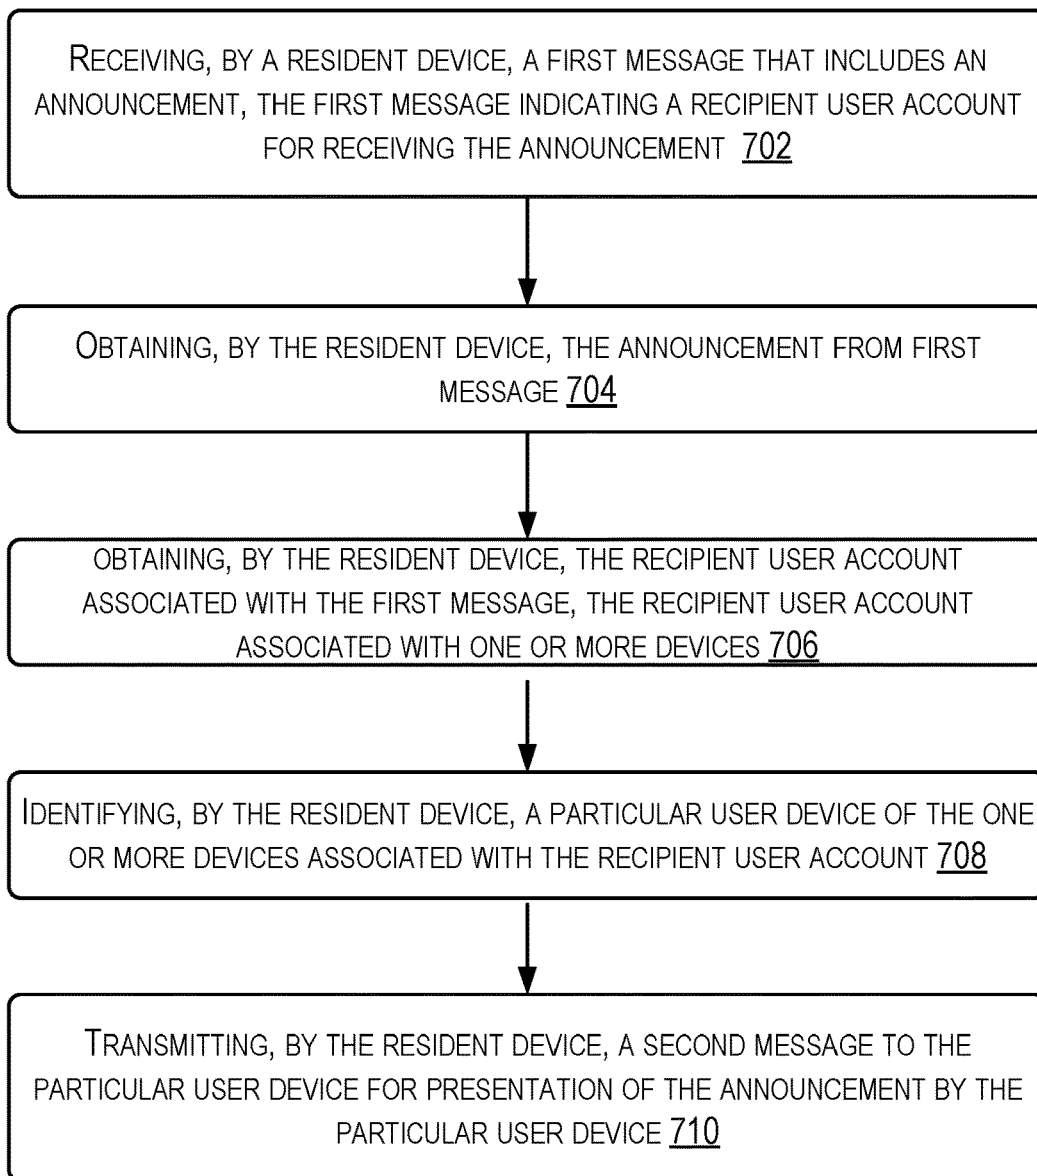 RECEIVING, BY A RESIDENT DEVICE, A FIRST MESSAGE THAT INCLUDES AN
ANNOUNCEMENT, THE FIRST MESSAGE INDICATING A RECIPIENT USER ACCOUNT
FOR RECEIVING THE ANNOUNCEMENT 702
OBTAINING, BY THE RESIDENT DEVICE, THE ANNOUNCEMENT FROM FIRST
MESSAGE 704
OBTAINING, BY THE RESIDENT DEVICE, THE RECIPIENT USER ACCOUNT
ASSOCIATED WITH THE FIRST MESSAGE, THE RECIPIENT USER ACCOUNT
ASSOCIATED WITH ONE OR MORE DEVICES 706
IDENTIFYING, BY THE RESIDENT DEVICE, A PARTICULAR USER DEVICE OF THE ONE
OR MORE DEVICES ASSOCIATED WITH THE RECIPIENT USER ACCOUNT 708
TRANSMITTING, BY THE RESIDENT DEVICE, A SECOND MESSAGE TO THE
PARTICULAR USER DEVICE FOR PRESENTATION OF THE ANNOUNCEMENT BY THE
PARTICULAR USER DEVICE 710